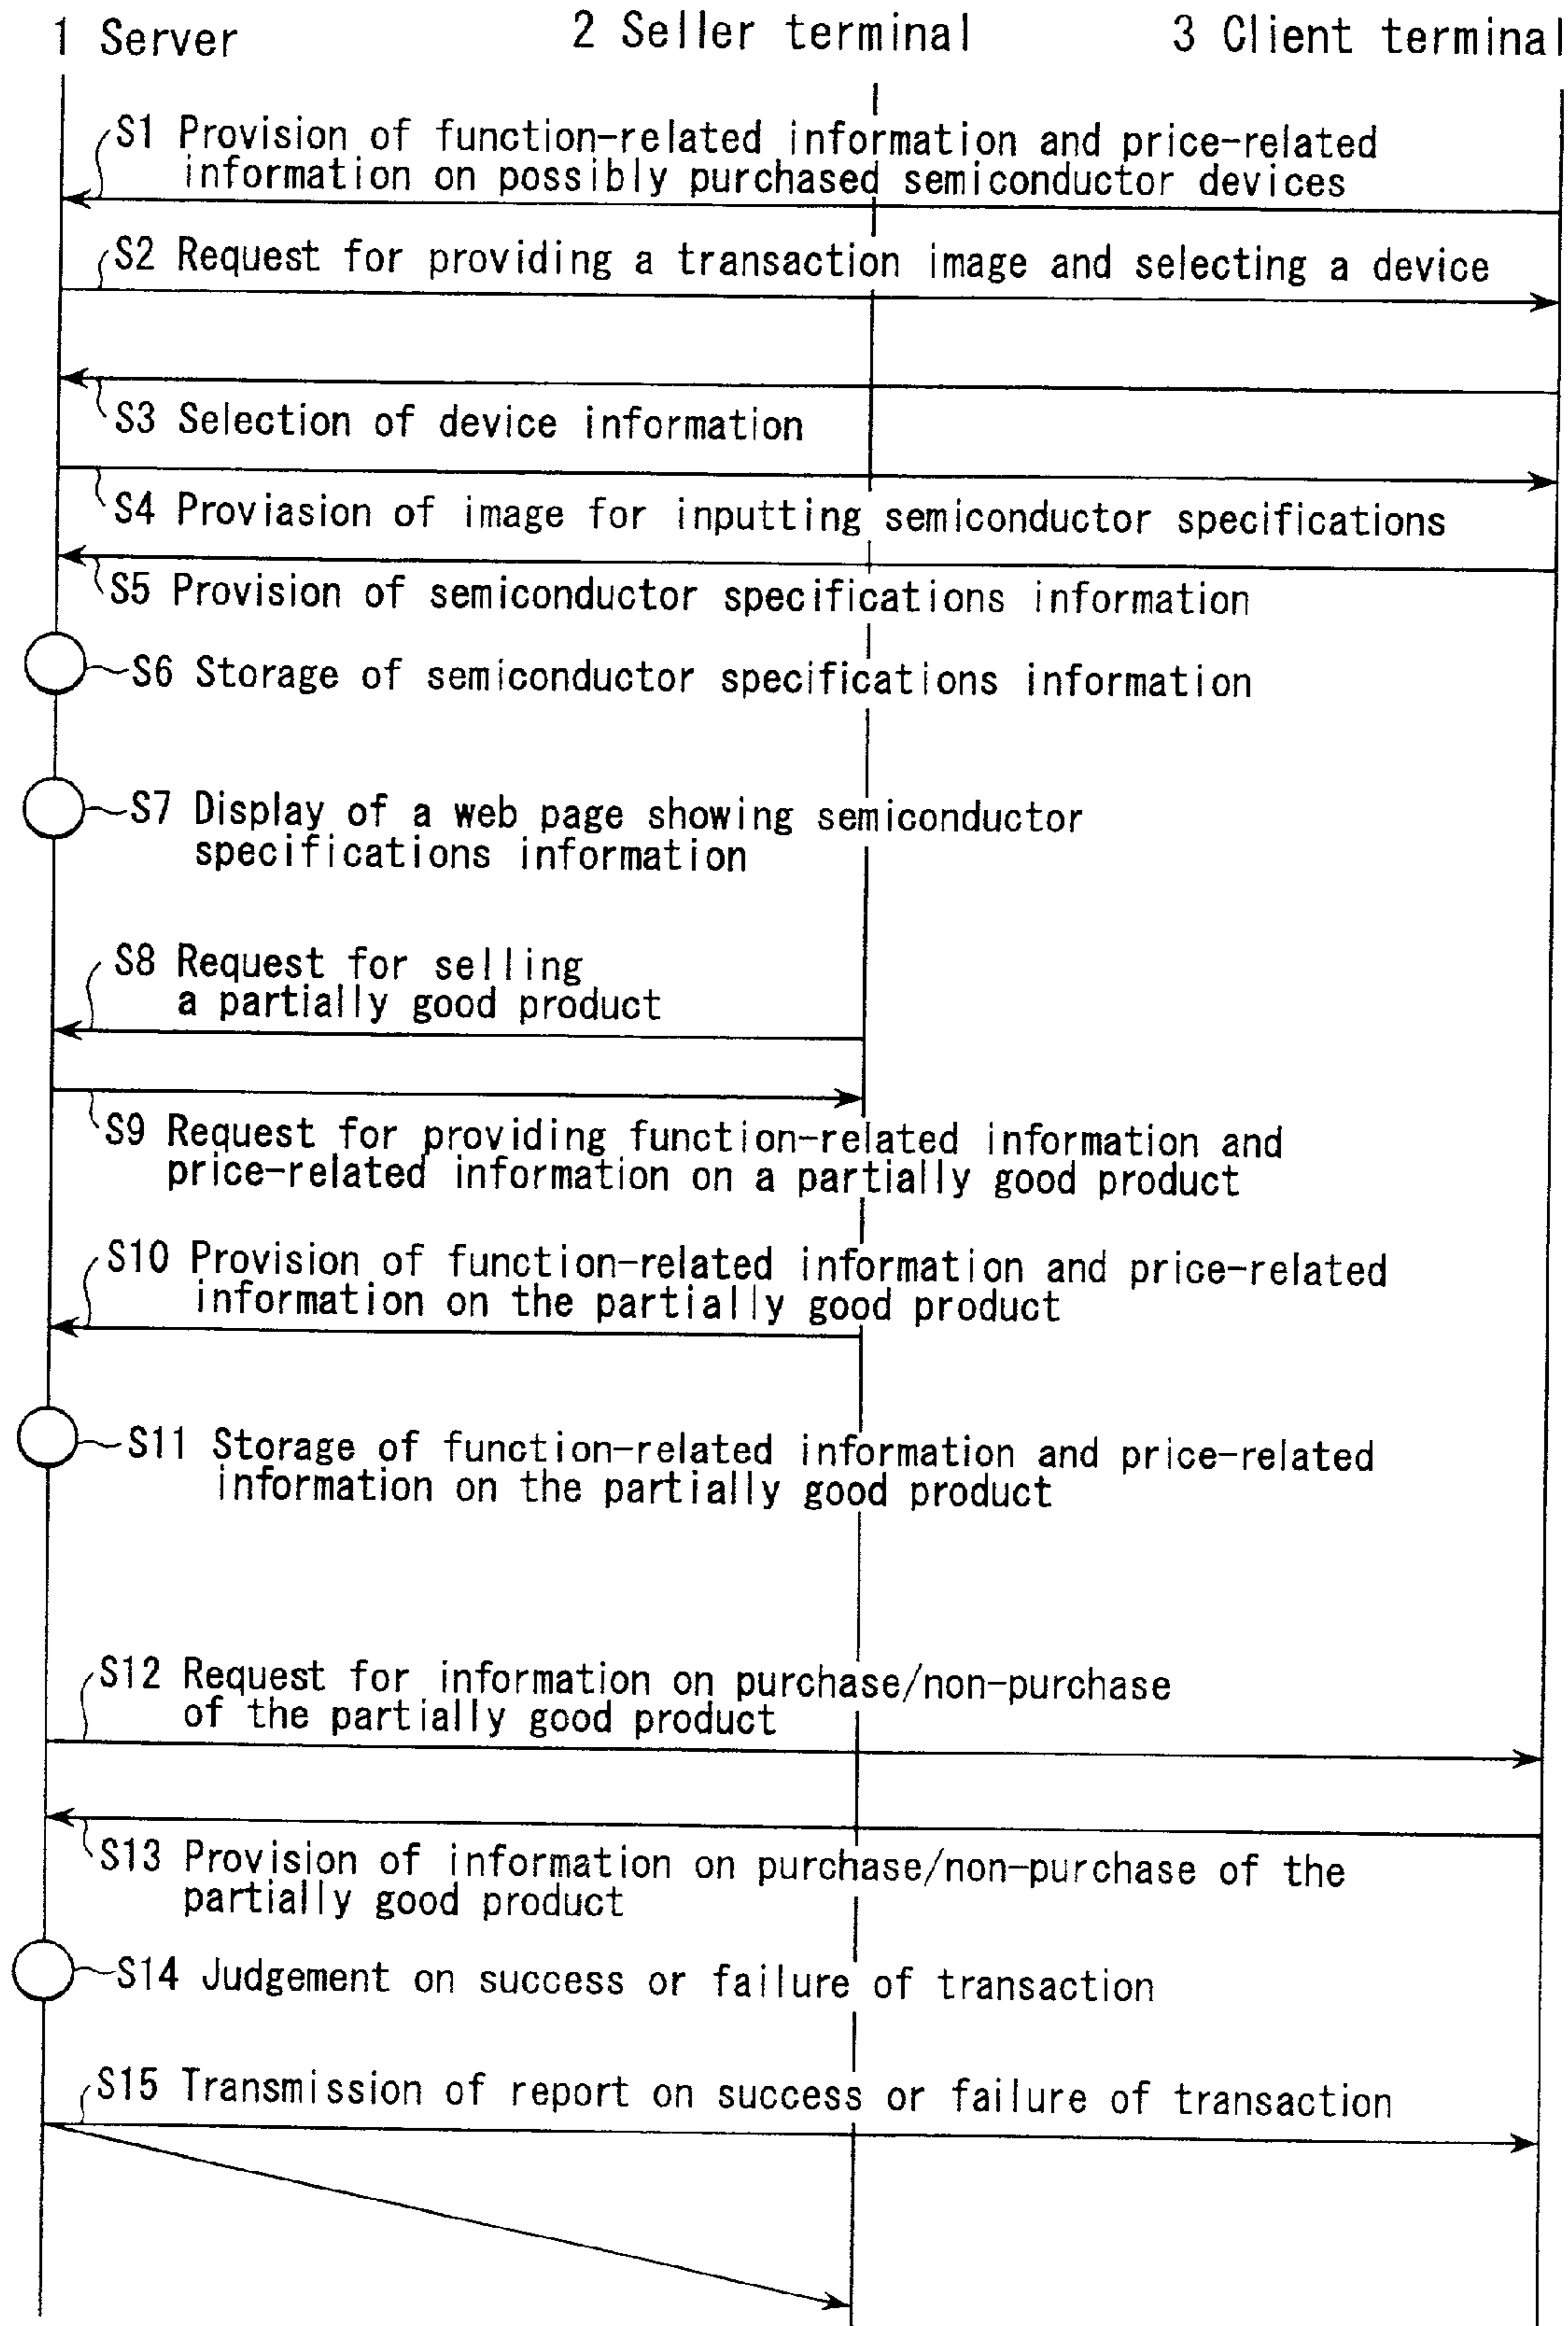 1 Server
2 Seller terminal
3 Client terminal
S1 Provision of function-related information and price-related
information on possibly purchased semiconductor devices
S2 Request for providing a transaction image and selecting a device
S3 Selection of device information
S4 Proviasion of image for inputting semiconductor specifications
S5 Provision of semiconductor specifications information
S6 Storage of semiconductor specifications information
S7 Display of a web page showing semiconductor
specifications information
S8 Request for selling
a partially good product
S9 Request for providing function-related information and
price-related information on a partially good product
S10 Provision of function-related information and price-related
information on the partially good product
S11 Storage of function-related information and price-related
information on the partially good product
S12 Request for information on purchase/non-purchase
of the partially good product
S13 Provision of information on purchase/non-purchase of the
partially good product
S14 Judgement on success or failure of transaction
S15 Transmission of report on success or failure of transaction